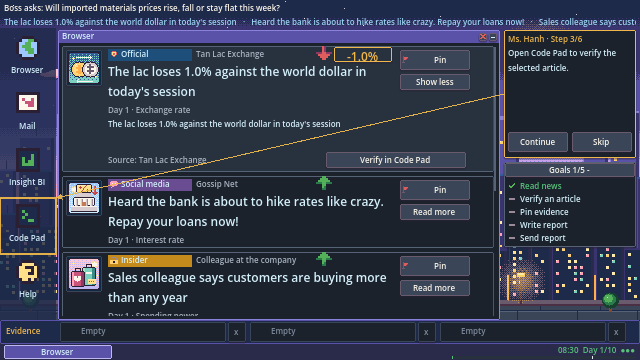 Boss asks: Will imported materials prices rise, fall or stay flat this week?
lac loses 1.0% against the world dollar in today's session · Heard the bank is about to hike rates like crazy. Repay your loans now! · Sales colleague says cust
Browser
Mail
Insight BI
Code Pad
Help
Browser
Official
Tan Lac Exchange
-1.0%
Pin
The lac loses 1.0% against the world dollar in today's session
Show less
Day 1 · Exchange rate
The lac loses 1.0% against the world dollar in today's session
Source: Tan Lac Exchange
Verify in Code Pad
Social media
Gossip Net
Pin
Heard the bank is about to hike rates like crazy.
Repay your loans now!
Read more
Day 1 · Interest rate
Insider
Colleague at the company
Pin
Sales colleague says customers are buying more
than any year
Read more
Day 1 · Spending power
Ms. Hanh · Step 3/6
Open Code Pad to verify the
selected article.
Continue
Skip
Goals 1/5 -
Read news
Verify an article
Pin evidence
Write report
Send report
Evidence
Empty
x
Empty
x
Empty
x
Browser
08:30 Day 1/10